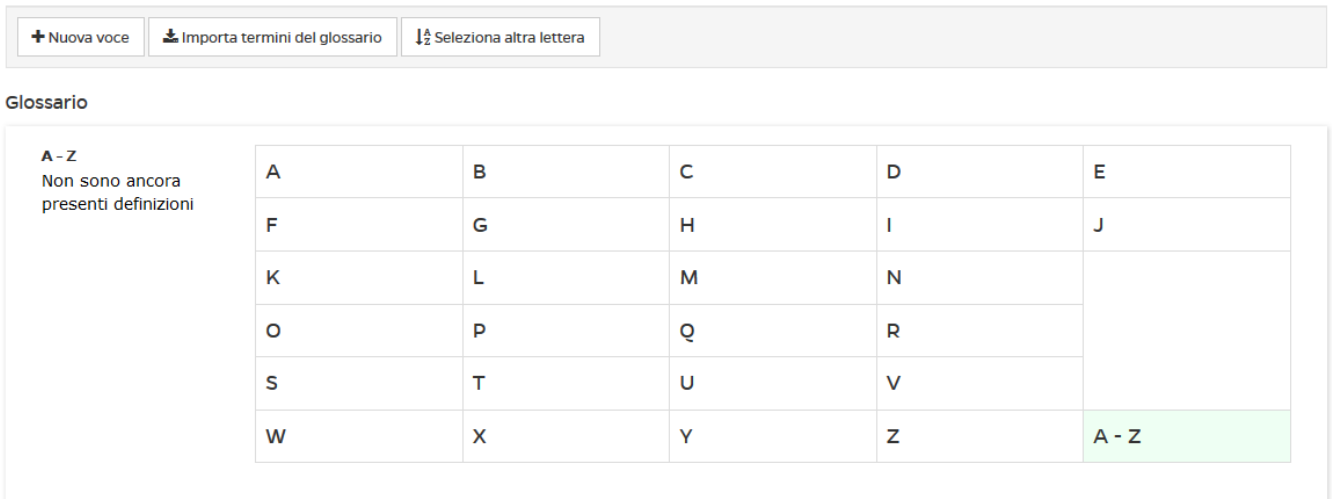 Nuova voce Importa termini del glossario Seleziona altra lettera
Glossario
A - Z
Non sono ancora
presenti definizioni
A B C D E
F G H I J
K L M N
O P Q R
S T U V
W X Y Z A - Z